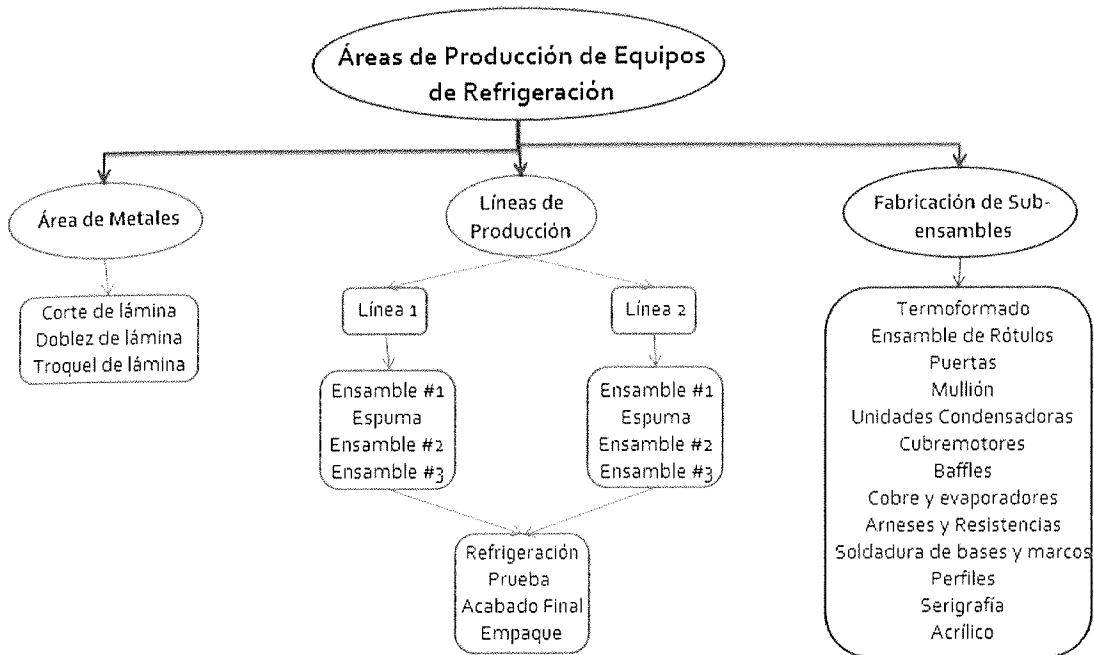 Áreas de Producción de Equipos
de Refrigeración
Área de Metales
Corte de lámina
Doblez de lámina
Troquel de lámina
Líneas de
Producción
Línea 1
Ensamble #1
Espuma
Ensamble #2
Ensamble #3
Línea 2
Ensamble #1
Espuma
Ensamble #2
Ensamble #3
Refrigeración
Prueba
Acabado Final
Empaque
Fabricación de Sub-
ensambles
Termoformado
Ensamble de Rótulos
Puertas
Mullión
Unidades Condensadoras
Cubremotores
Baffles
Cobre y evaporadores
Arneses y Resistencias
Soldadura de bases y marcos
Perfiles
Serigrafía
Acrílico